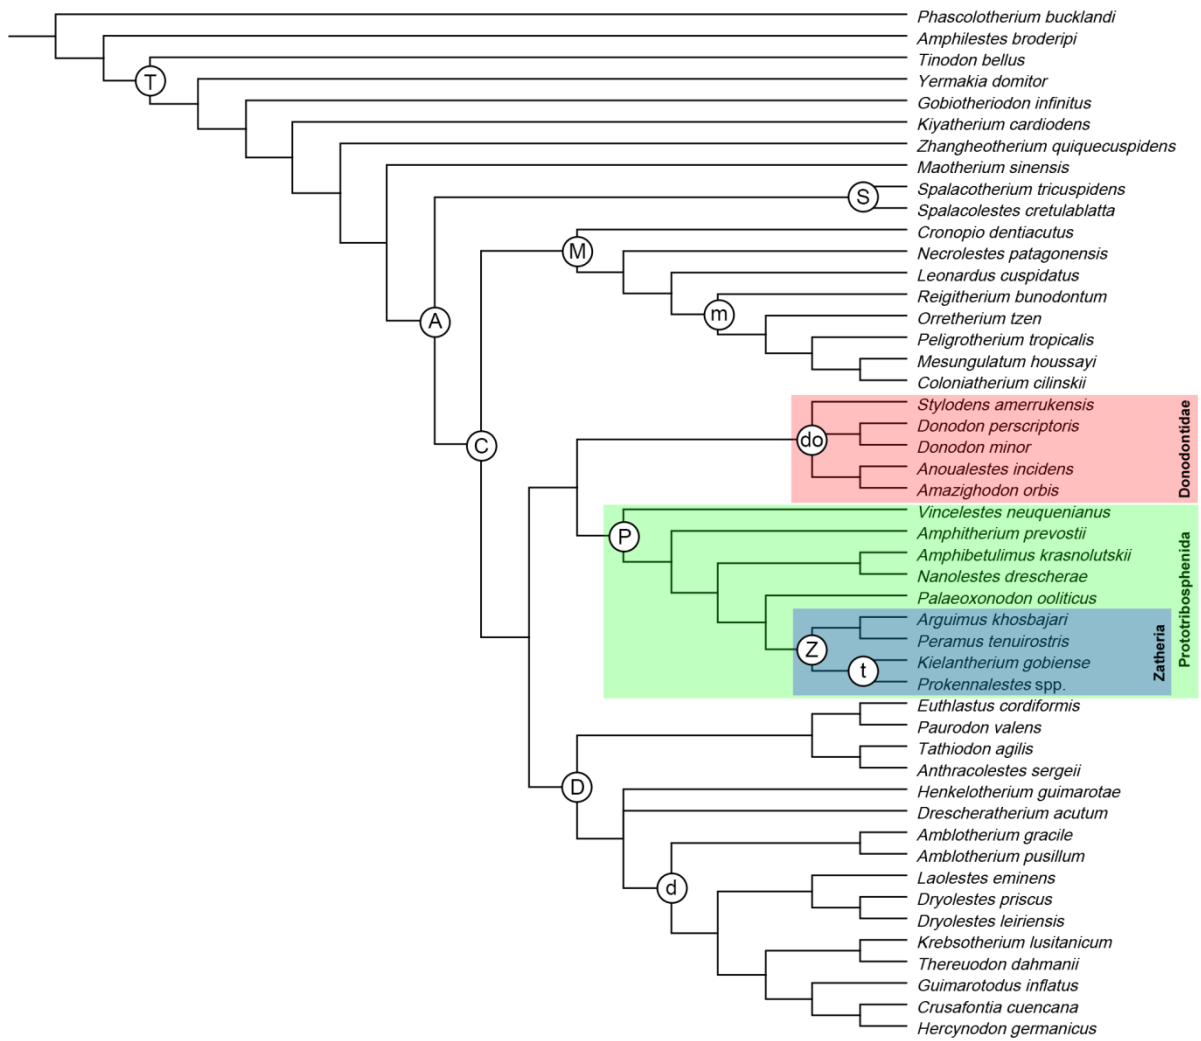 Phascolotherium bucklandi
Amphilestes broderipi
Tinodon bellus
T
Yermakia domitor
Gobiotheriodon infinitus
Kiyatherium cardiodens
Zhangheotherium quiquecuspidens
Maotherium sinensis
Spalacotherium tricuspidens
S
Spalacolestes cretulablatta
Cronopio dentiacutus
M
Necrolestes patagonensis
Leonardus cuspidatus
Reigitherium bunodontum
m
Orretherium tzen
A
Peligrotherium tropicalis
Mesungulatum houssayi
Coloniatherium cilinskii
Stylodens amerrukensis
Donodon perscriptoris
do
C
Donodon minor
Anoualestes incidens
Amazighodon orbis
Donodontidae
Vincelestes neuquenianus
P
Amphitherium prevostii
Amphibetulimus krasnolutskii
Nanolestes drescherae
Palaeoxonodon ooliticus
Arguimus khosbajari
Peramus tenuirostris
Z
Kielantherium gobiense
t
Prokennalestes spp.
Zatheria
Prototribosphenida
Euthlastus cordiformis
Paurodon valens
Tathiodon agilis
Anthracolestes sergeii
D
Henkelotherium guimarotae
Drescheratherium acutum
Amblotherium gracile
Amblotherium pusillum
Laolestes eminens
d
Dryolestes priscus
Dryolestes leiriensis
Krebsotherium lusitanicum
Thereuodon dahmanii
Guimarotodus inflatus
Crusafontia cuencana
Hercynodon germanicus